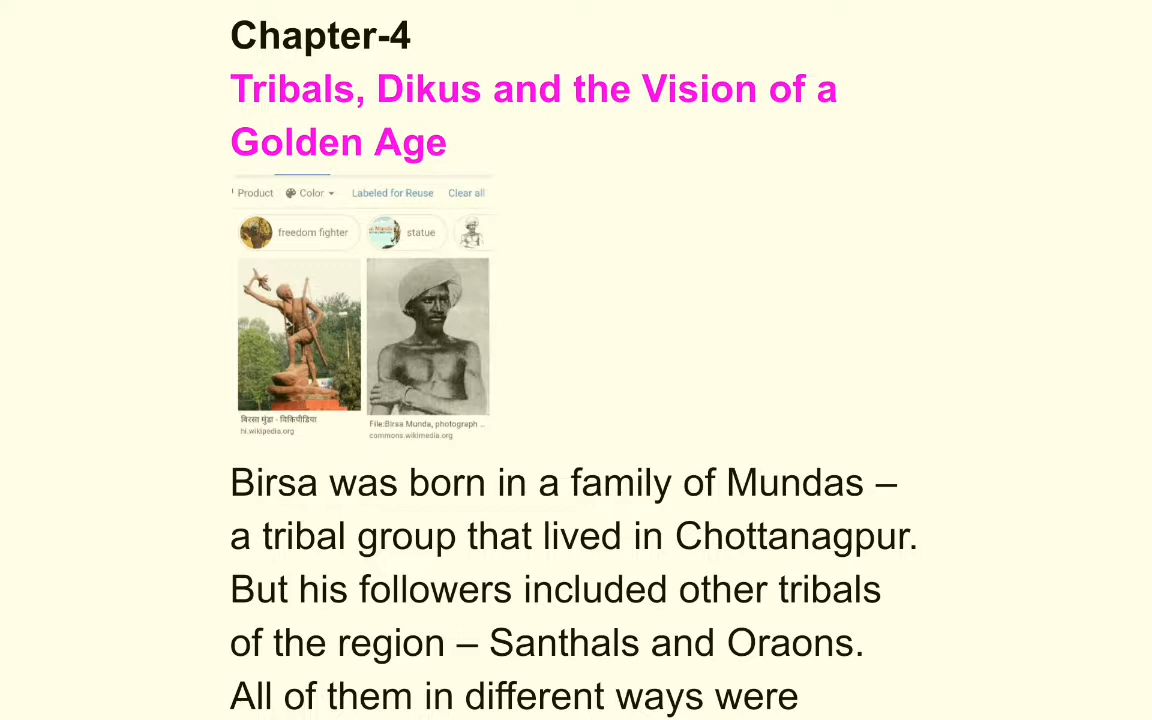 Chapter-4
Tribals, Dikus and the Vision of a
Golden Age
Product Color Labeled for Reuse Clear all
freedom fighter statue
बिरसा मुंडा - विकिपीडिया
hi.wikipedia.org
File:Birsa Munda, photograph ...
commons.wikimedia.org
Birsa was born in a family of Mundas –
a tribal group that lived in Chottanagpur.
But his followers included other tribals
of the region – Santhals and Oraons.
All of them in different ways were